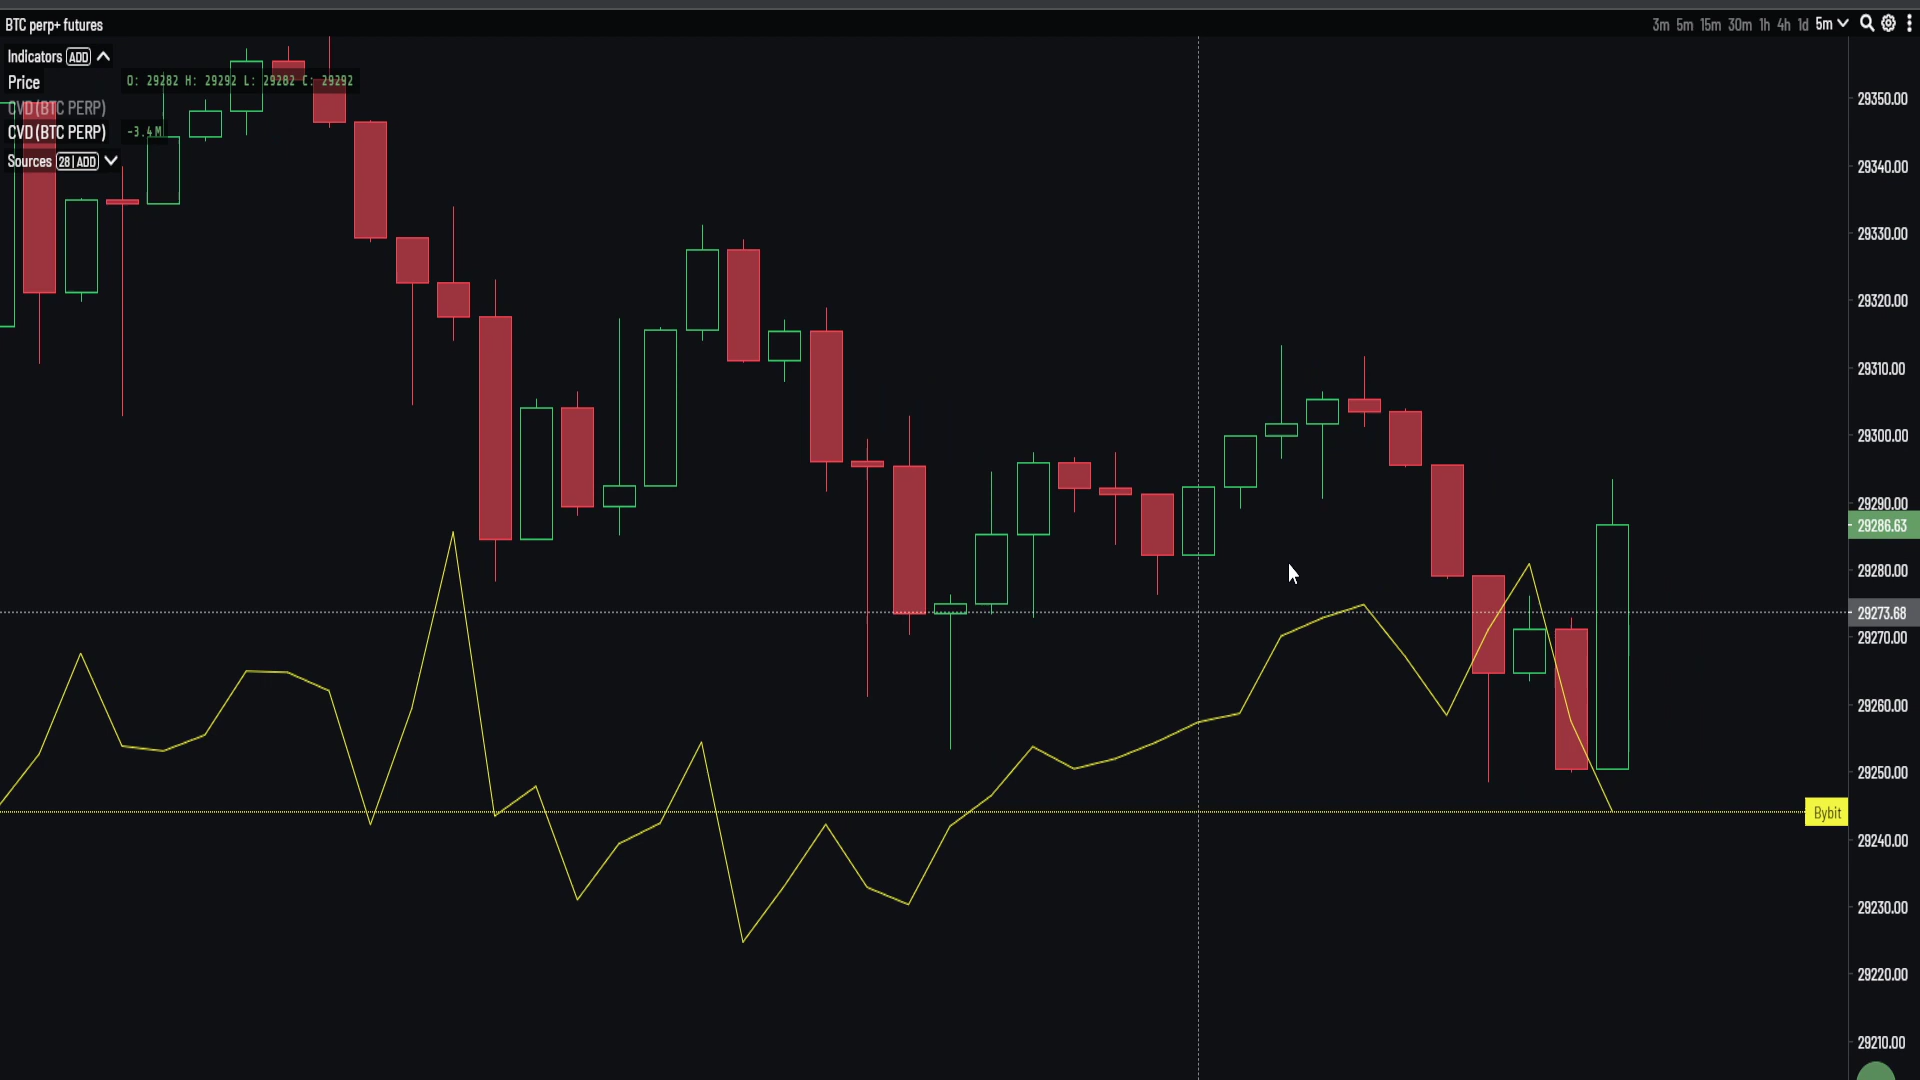 BTC perp+ futures
3m 5m 15m 30m 1h 4h 1d 5m
Indicators ADD
Price O: 29282 H: 29292 L: 29282 C: 29292
CVD (BTC PERP)
CVD (BTC PERP) -3.4M
Sources 28 | ADD
29350.00
29340.00
29330.00
29320.00
29310.00
29300.00
29290.00
29286.63
29280.00
29273.68
29270.00
29260.00
29250.00
Bybit
29240.00
29230.00
29220.00
29210.00